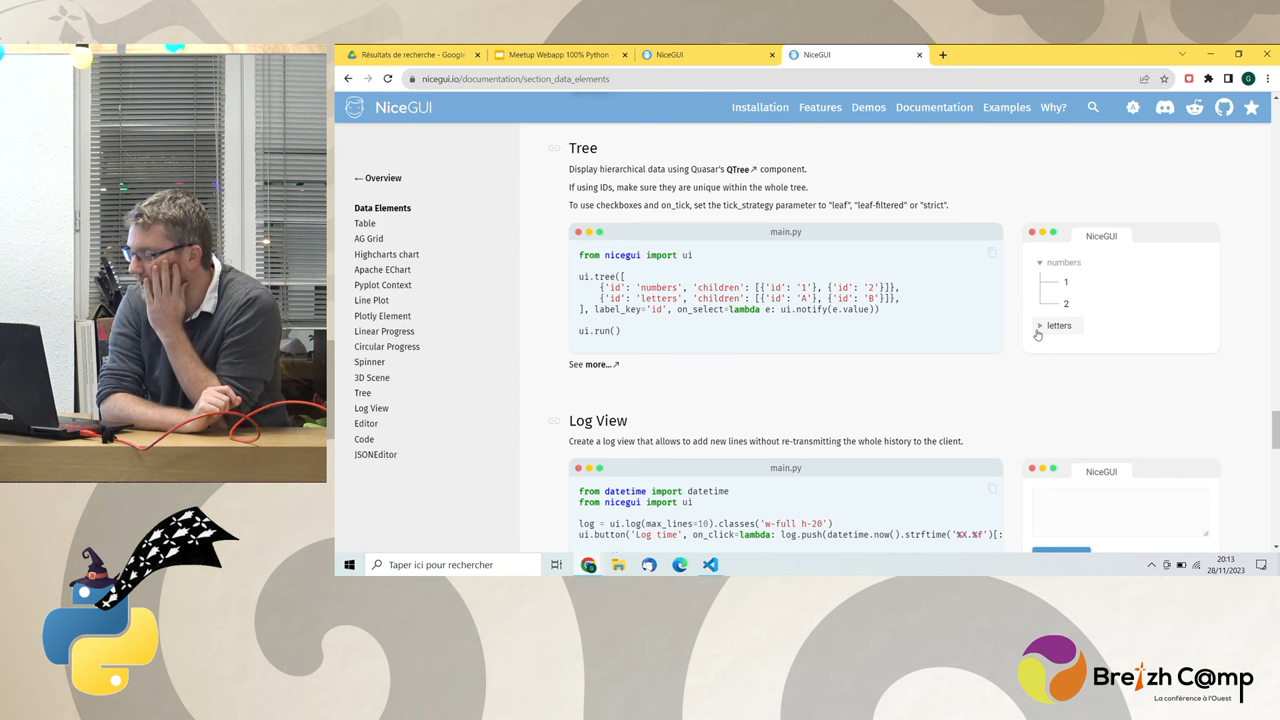 Résultats de recherche - Google
Meetup Webapp 100% Python
NiceGUI
NiceGUI
nicegui.io/documentation/section_data_elements
G
NiceGUI
Installation
Features
Demos
Documentation
Examples
Why?
← Overview
Data Elements
Table
AG Grid
Highcharts chart
Apache EChart
Pyplot Context
Line Plot
Plotly Element
Linear Progress
Circular Progress
Spinner
3D Scene
Tree
Log View
Editor
Code
JSONEditor
Tree
Display hierarchical data using Quasar's QTree↗ component.
If using IDs, make sure they are unique within the whole tree.
To use checkboxes and on_tick, set the tick_strategy parameter to "leaf", "leaf-filtered" or "strict".
main.py
from nicegui import ui
ui.tree([
{'id': 'numbers', 'children': [{'id': '1'}, {'id': '2'}]},
{'id': 'letters', 'children': [{'id': 'A'}, {'id': 'B'}]},
], label_key='id', on_select=lambda e: ui.notify(e.value))
ui.run()
NiceGUI
numbers
1
2
letters
See more...↗
Log View
Create a log view that allows to add new lines without re-transmitting the whole history to the client.
main.py
from datetime import datetime
from nicegui import ui
log = ui.log(max_lines=10).classes('w-full h-20')
ui.button('Log time', on_click=lambda: log.push(datetime.now().strftime('%X.%f')[:
NiceGUI
Taper ici pour rechercher
20:13
28/11/2023
Breizh C@mp
La conférence à l'Ouest